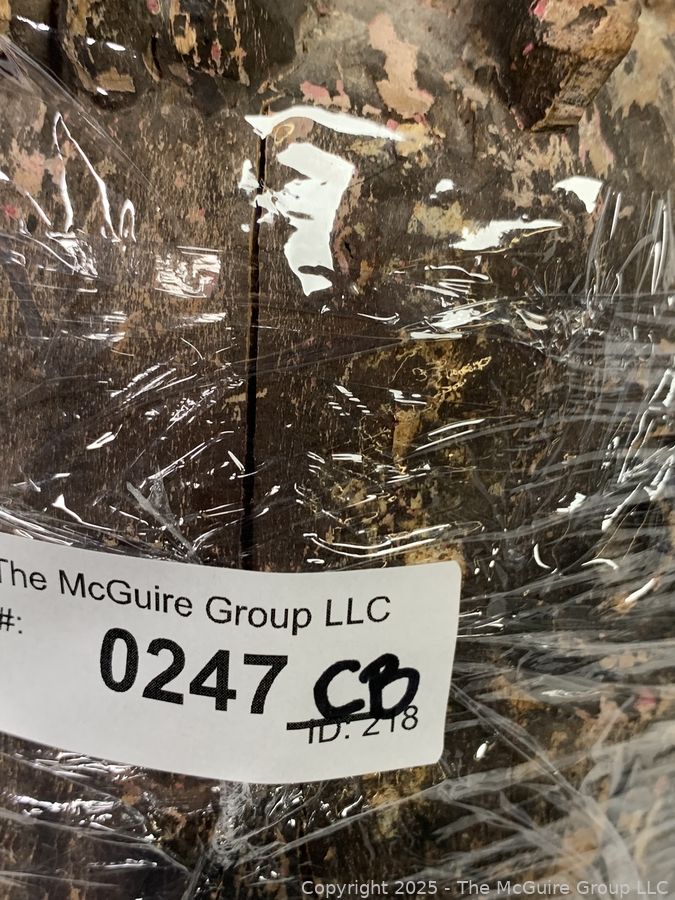 The McGuire Group LLC
#:
0247 CB
ID: 218
Copyright 2025 - The McGuire Group LLC